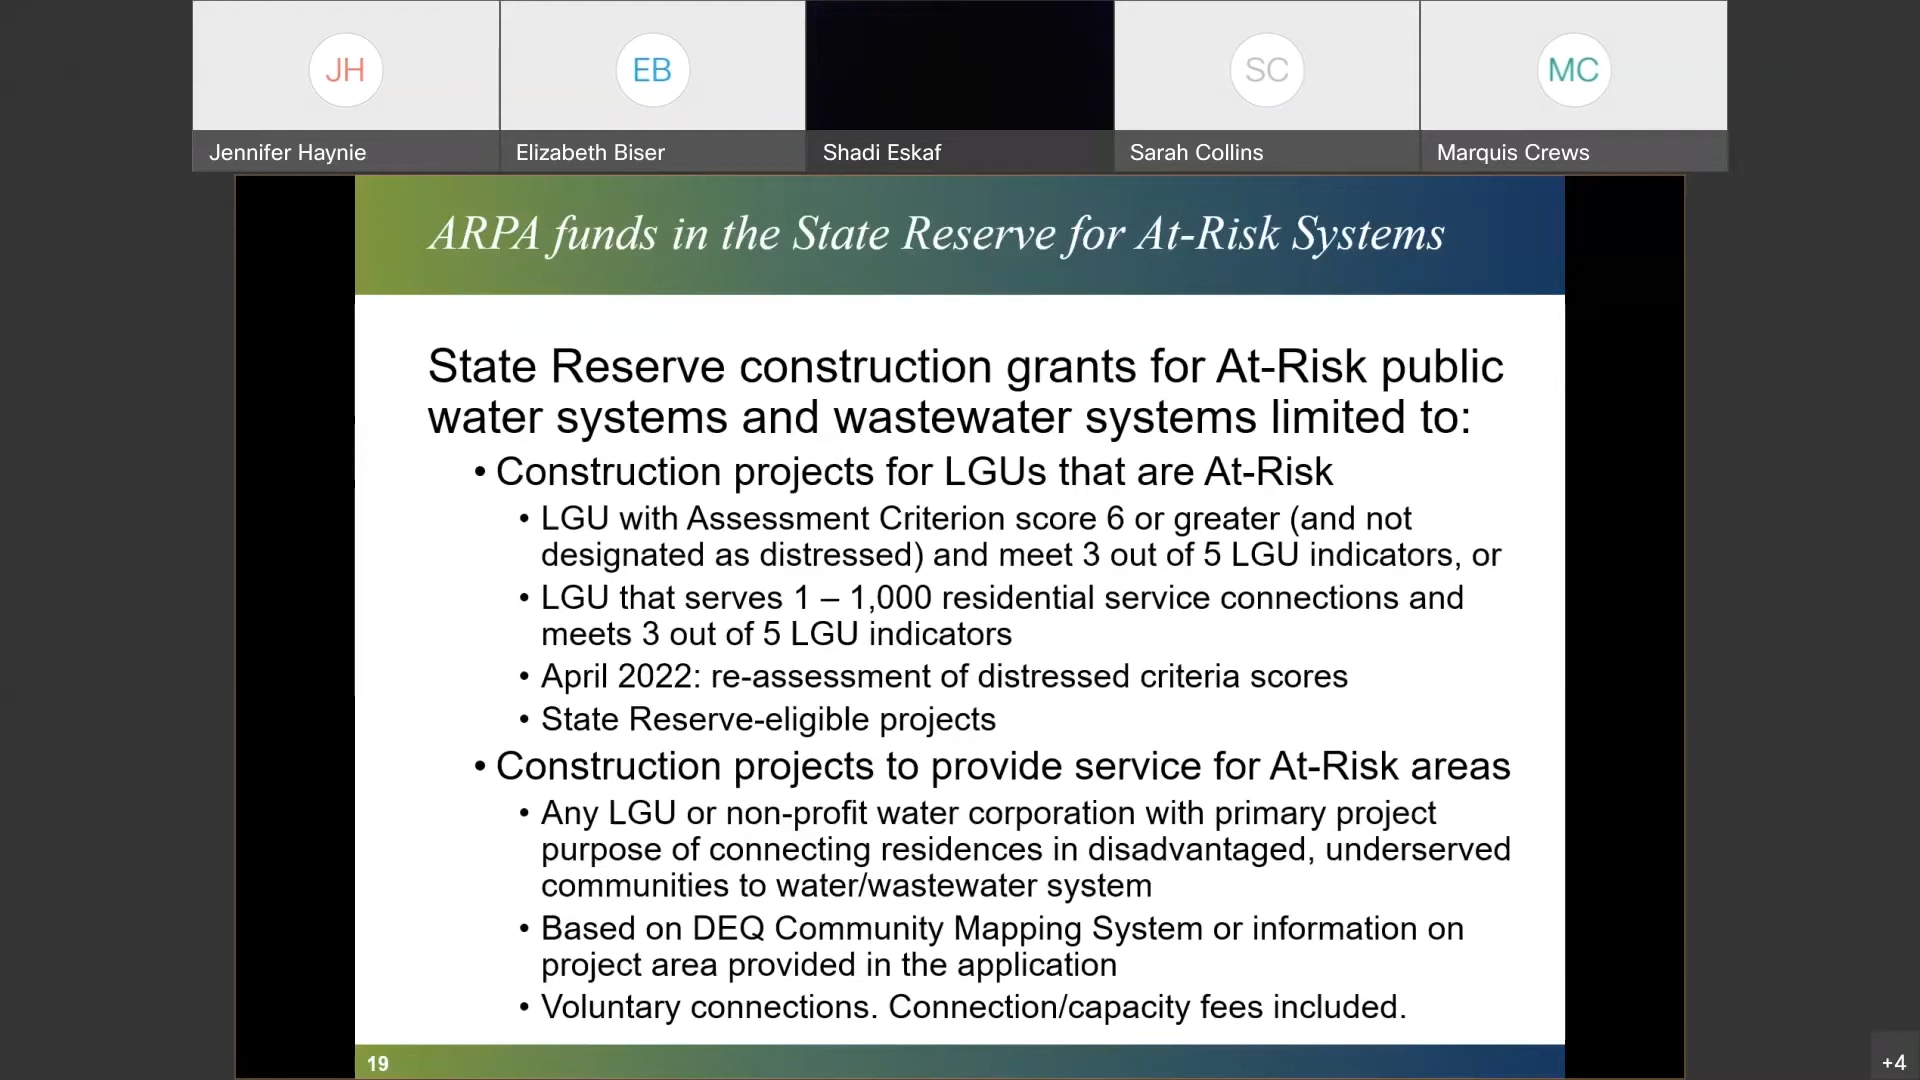 JH
EB
SC
MC
Jennifer Haynie
Elizabeth Biser
Shadi Eskaf
Sarah Collins
Marquis Crews
ARPA funds in the State Reserve for At-Risk Systems
State Reserve construction grants for At-Risk public
water systems and wastewater systems limited to:
• Construction projects for LGUs that are At-Risk
• LGU with Assessment Criterion score 6 or greater (and not
designated as distressed) and meet 3 out of 5 LGU indicators, or
• LGU that serves 1 – 1,000 residential service connections and
meets 3 out of 5 LGU indicators
• April 2022: re-assessment of distressed criteria scores
• State Reserve-eligible projects
• Construction projects to provide service for At-Risk areas
• Any LGU or non-profit water corporation with primary project
purpose of connecting residences in disadvantaged, underserved
communities to water/wastewater system
• Based on DEQ Community Mapping System or information on
project area provided in the application
• Voluntary connections. Connection/capacity fees included.
19
+4